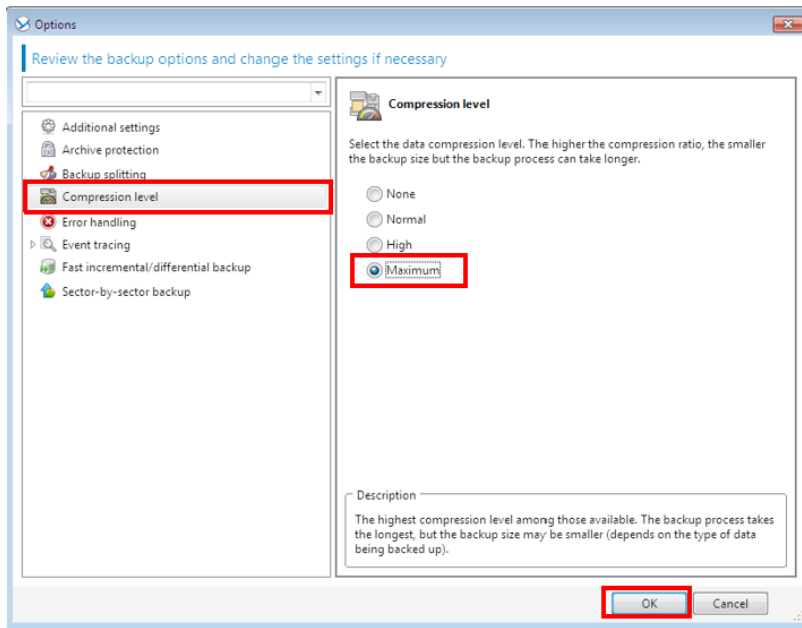 Options
Review the backup options and change the settings if necessary
Additional settings
Archive protection
Backup splitting
Compression level
Error handling
Event tracing
Fast incremental/differential backup
Sector-by-sector backup
Compression level
Select the data compression level. The higher the compression ratio, the smaller
the backup size but the backup process can take longer.
None
Normal
High
Maximum
Description
The highest compression level among those available. The backup process takes
the longest, but the backup size may be smaller (depends on the type of data
being backed up).
OK
Cancel